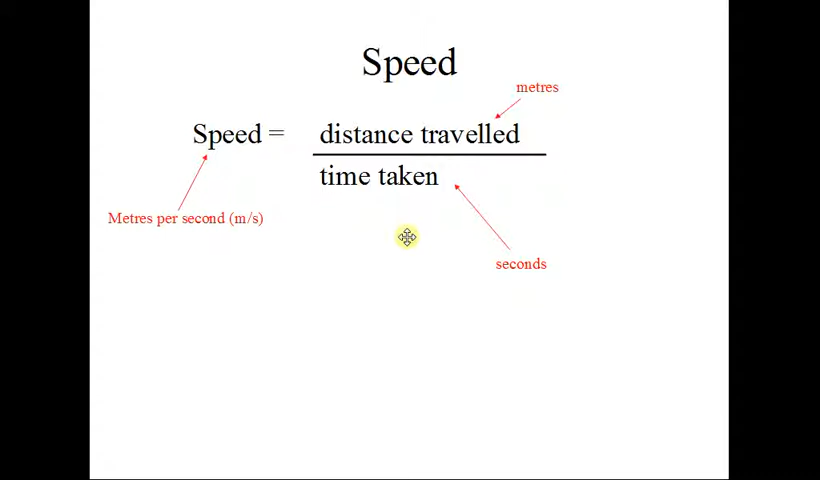 Speed
metres
Speed = distance travelled
time taken
Metres per second (m/s)
seconds